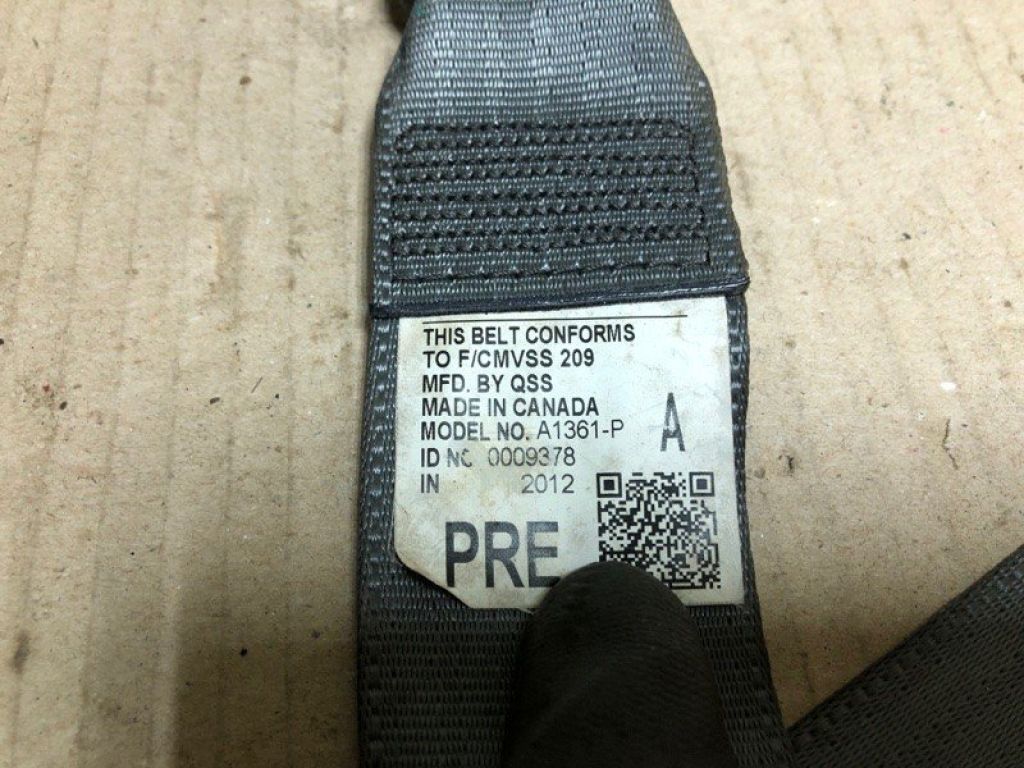 THIS BELT CONFORMS
TO F/CMVSS 209
MFD. BY QSS
MADE IN CANADA
MODEL NO. A1361-P
A
ID 0009378
IN 2012
PRE